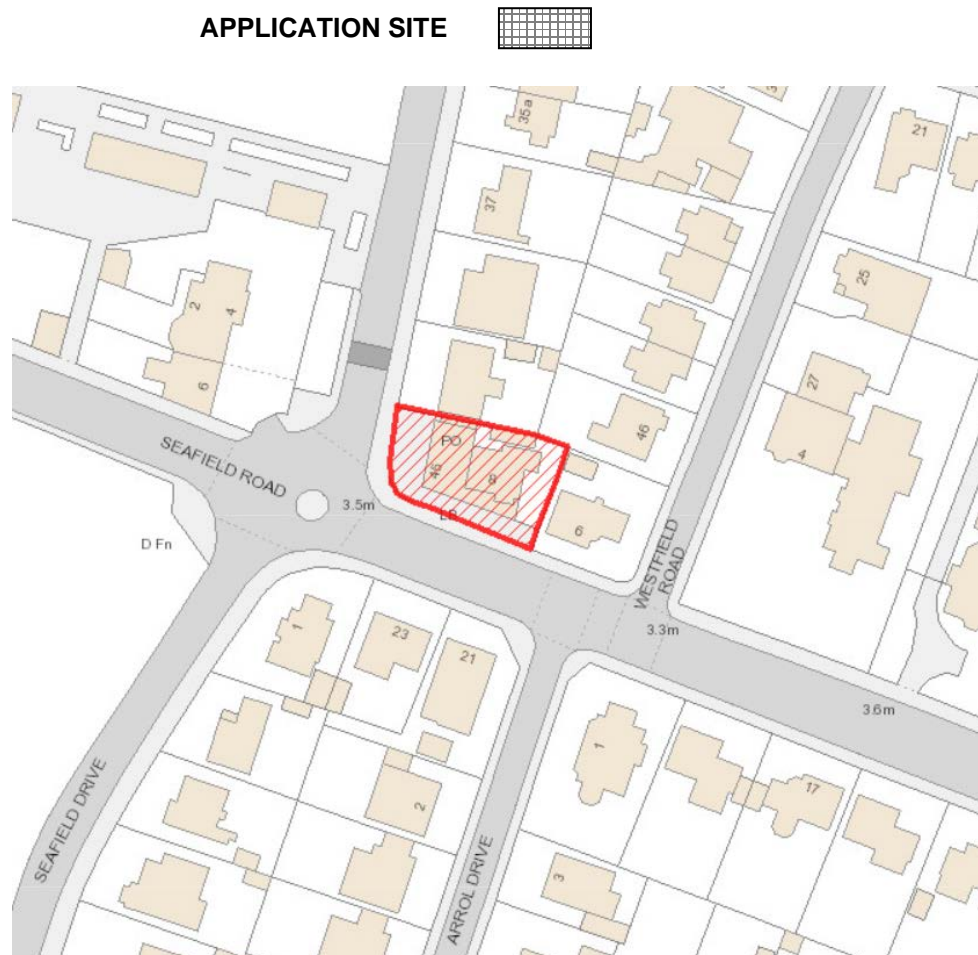 APPLICATION SITE
35a
21
37
2
4
25
6
27
46
4
PO
8
SEAFIELD ROAD
3.5m
LB
6
WESTFIELD
ROAD
D Fn
3.3m
1
23
21
3.6m
1
2
17
SEAFIELD DRIVE
ARROL DRIVE
3